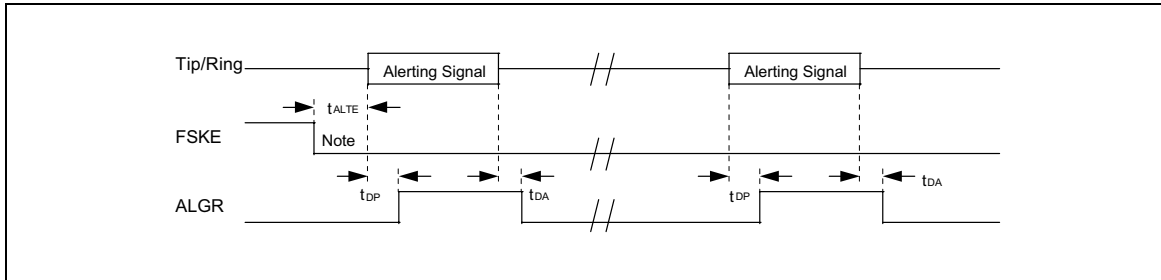 Tip/Ring Alerting Signal Alerting Signal
tALTE
FSKE Note
tDP tDA tDP tDA
ALGR